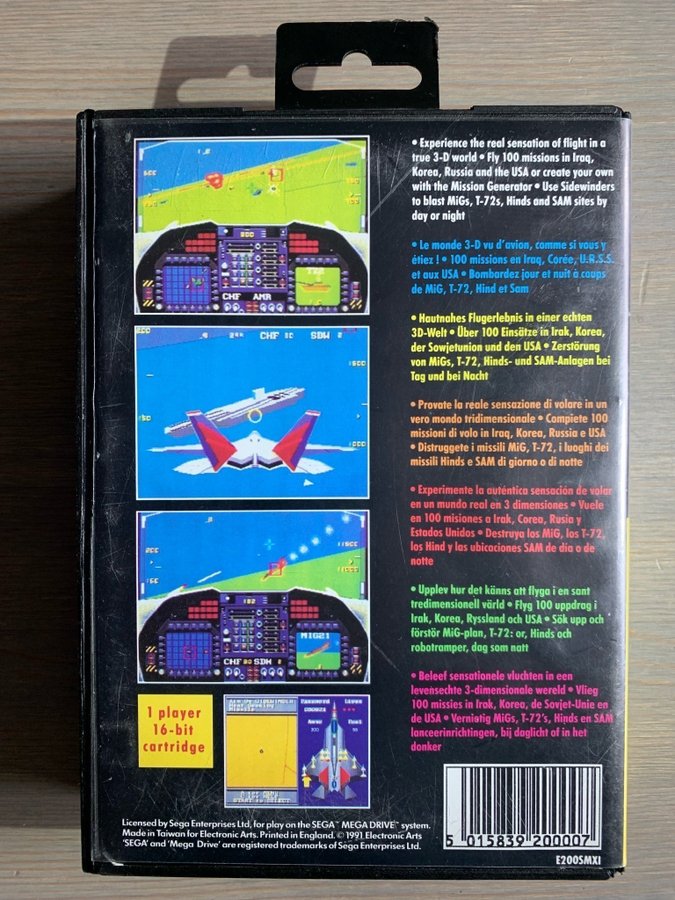 • Experience the real sensation of flight in a
true 3-D world • Fly 100 missions in Iraq,
Korea, Russia and the USA or create your own
with the Mission Generator • Use Sidewinders
to blast MiGs, T-72s, Hinds and SAM sites by
day or night
• Le monde 3-D vu d'avion, comme si vous y
étiez ! • 100 missions en Iraq, Corée, U.R.S.S.
et aux USA • Bombardez jour et nuit à coups
de MiG, T-72, Hind et Sam
• Hautnahes Flugerlebnis in einer echten
3D-Welt • Über 100 Einsätze in Irak, Korea,
der Sowjetunion und den USA • Zerstörung
von MiGs, T-72, Hinds- und SAM-Anlagen bei
Tag und bei Nacht
• Provate la reale sensazione di volare in un
vero mondo tridimensionale • Compiete 100
missioni di volo in Iraq, Korea, Russia e USA
• Distruggete i missili MiG, T-72, i luoghi dei
missili Hinds e SAM di giorno o di notte
• Experimente la auténtica sensación de volar
en un mundo real en 3 dimensiones • Vuele
en 100 misiones a Irak, Corea, Rusia y
Estados Unidos • Destruya los MiG, los T-72,
los Hind y las ubicaciones SAM de día o de
noche
• Upplev hur det känns att flyga i en sant
tredimensionell värld • Flyg 100 uppdrag i
Irak, Korea, Ryssland och USA • Sök upp och
förstör MiG-plan, T-72: or, Hinds och
robotramper, dag som natt
• Beleef sensationele vluchten in een
levensechte 3-dimensionale wereld • Vlieg
100 missies in Irak, Korea, de Sovjet-Unie en
de USA • Vernietig MiGs, T-72's, Hinds en SAM
lanceerinrichtingen, bij daglicht of in het
donker
CHF AMR
CHF SDW
MIG21
CHF SDW
1 player
16-bit
cartridge
Licensed by Sega Enterprises Ltd, for play on the SEGA™ MEGA DRIVE™ system.
Made in Taiwan for Electronic Arts. Printed in England. © 1991 Electronic Arts
'SEGA' and 'Mega Drive' are registered trademarks of Sega Enterprises Ltd.
5 015839 200007
E200SMXI